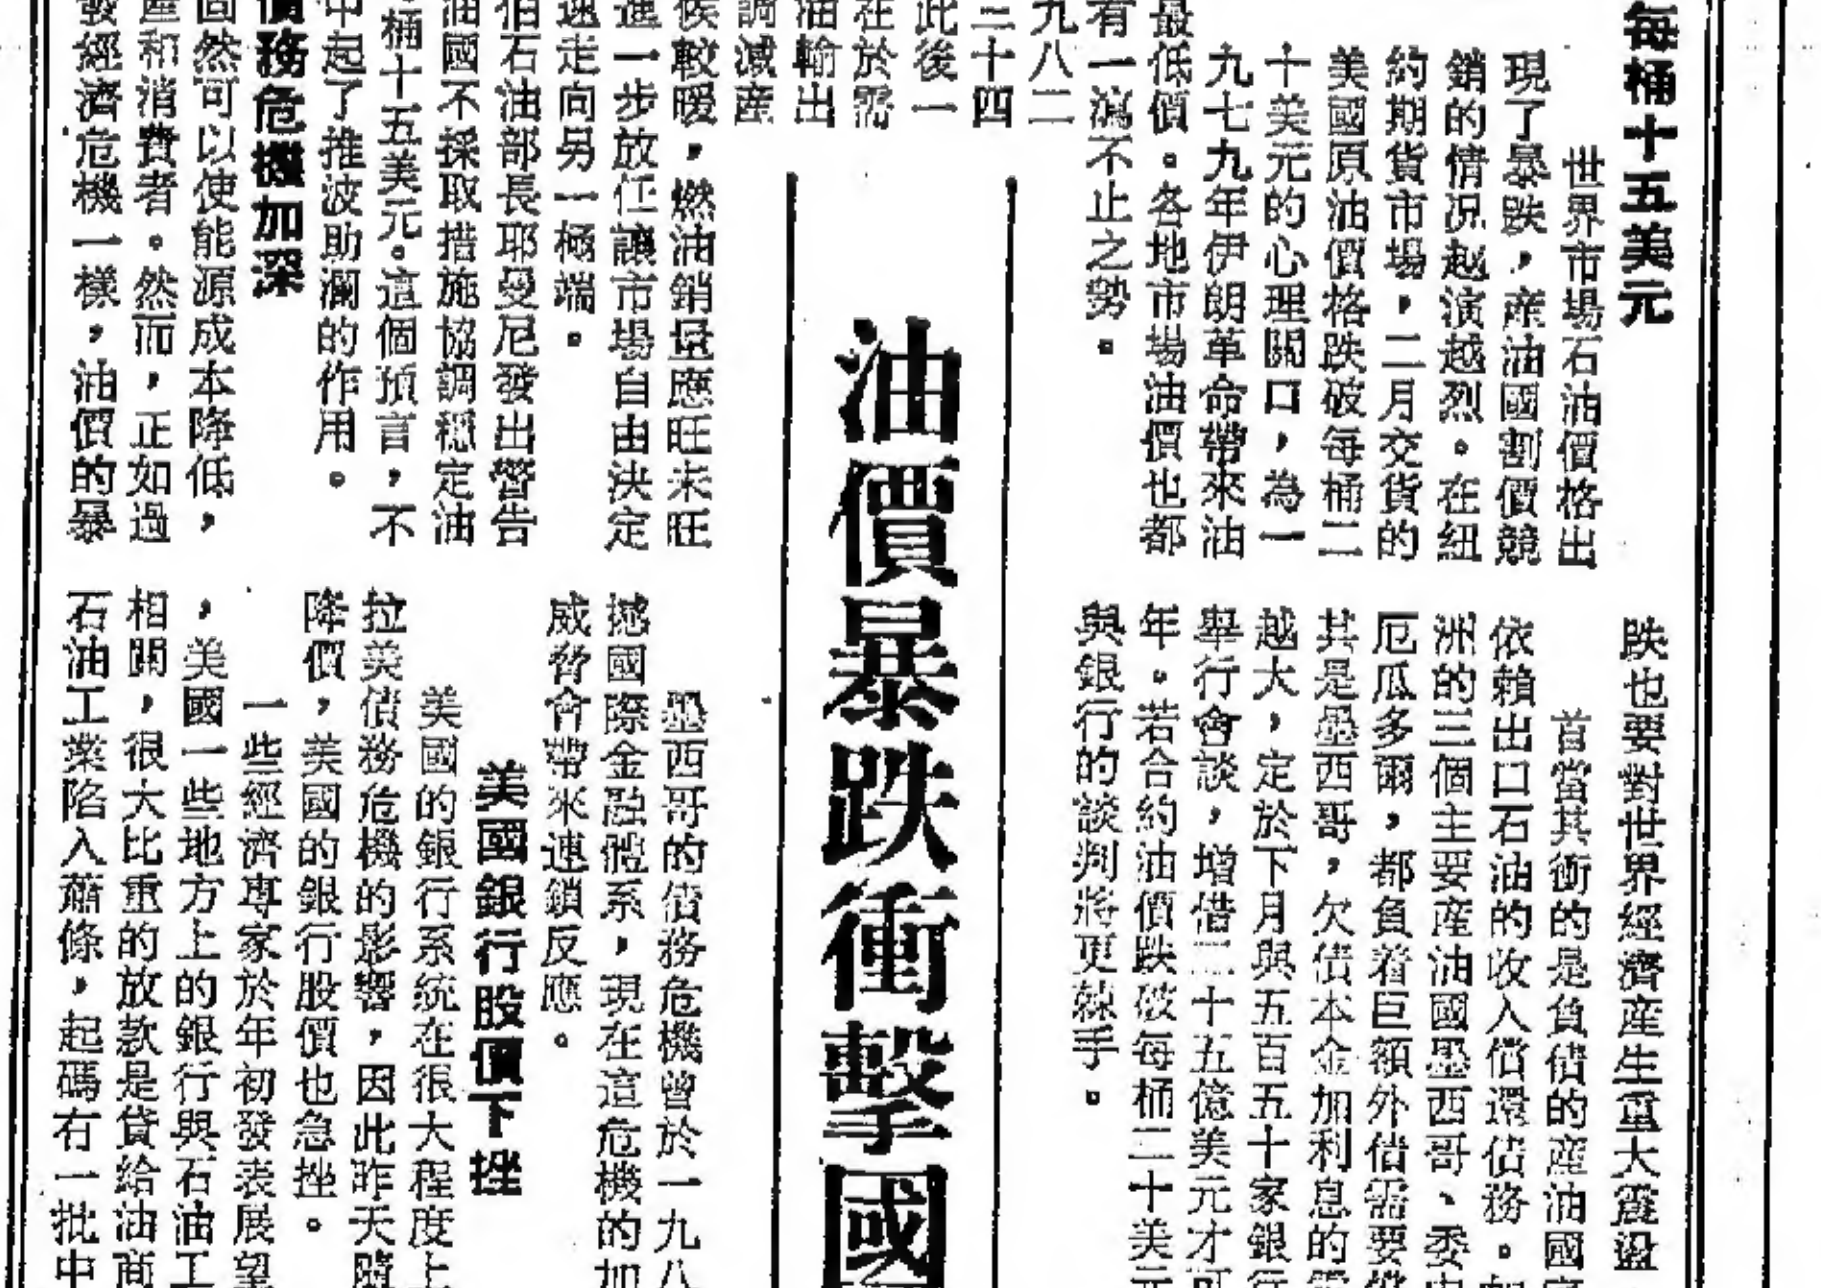 每桶十五美元
世界市場石油價格出
現了暴跌，產油國割價競
銷的情況越演越烈。在紐
約期貨市場，二月交貨的
美國原油價格跌破每桶二
十美元的心理關口，為一
九七九年伊朗革命帶來油
最低價。各地市場油價也都
有一瀉不止之勢。
九八二
三十四
此後一
在於需
油輸出
調減產
候較暖，燃油銷量應旺未旺
進一步放任讓市場自由決定
速走向另一極端。
伯石油部長耶曼尼發出警告
油國不採取措施協調穩定油
桶十五美元。這個預言，不
中起了推波助瀾的作用。
債務危機加深
固然可以使能源成本降低，
產和消費者。然而，正如過
發經濟危機一樣，油價的暴
油價暴跌衝擊國
跌也要對世界經濟產生重大震盪
首當其衝的是負債的產油國
依賴出口石油的收入償還債務。
洲的三個主要產油國墨西哥、委內
厄瓜多爾，都負着巨額外債需要償
其是墨西哥，欠債本金加利息的
越大，定於下月與五百五十家銀行
舉行會談，增借三十五億美元才可
年。若合約油價跌破每桶二十美元
與銀行的談判將更棘手。
墨西哥的債務危機曾於一九八
撼國際金融體系，現在這危機的加
威脅會帶來連鎖反應。
美國銀行股價下挫
美國的銀行系統在很大程度上
拉美債務危機的影響，因此昨天隨
降價，美國的銀行股價也急挫。
一些經濟專家於年初發表展望
，美國一些地方上的銀行與石油工
相關，很大比重的放款是貸給油商
石油工業陷入蕭條，起碼有一批中